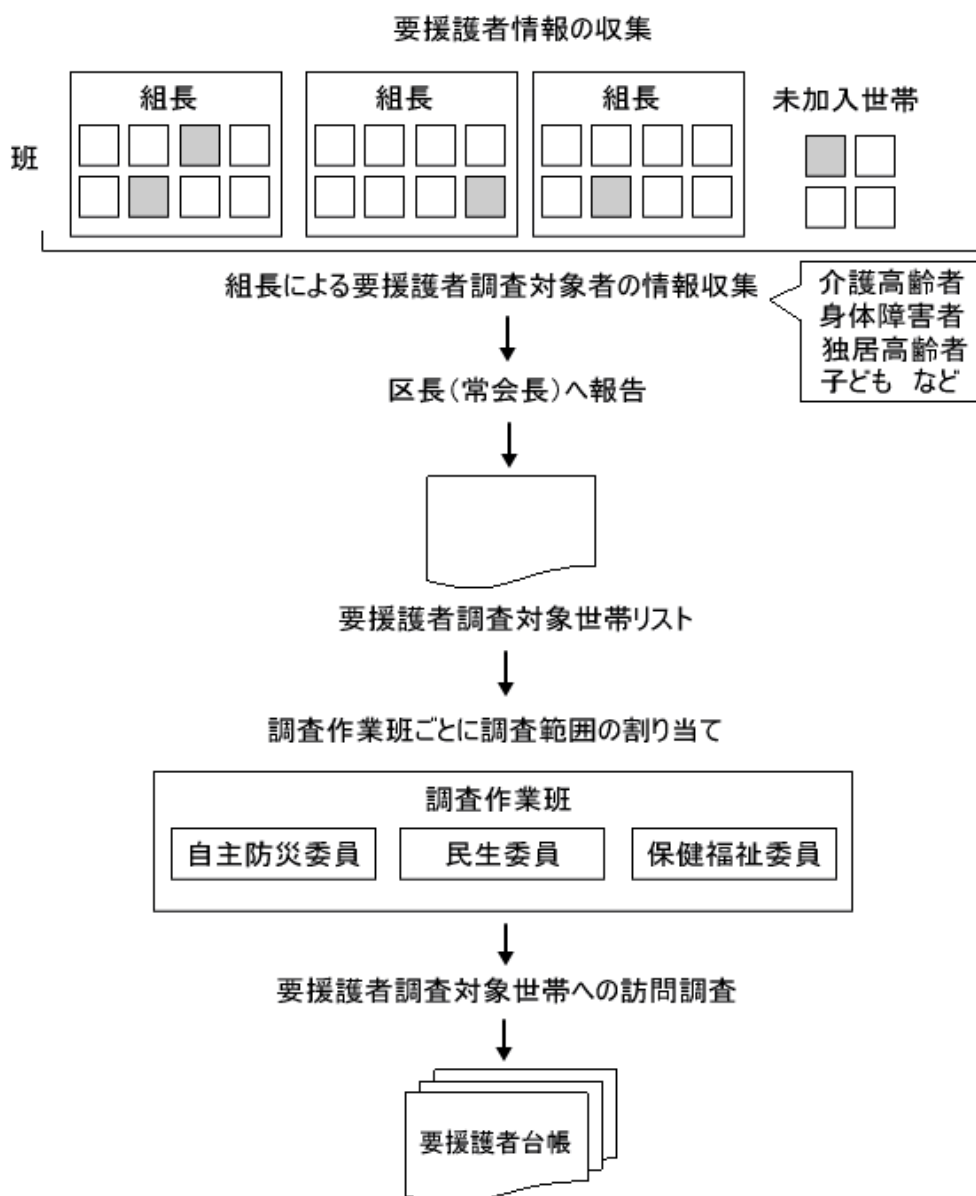 要援護者情報の収集
組長
組長
組長
未加入世帯
班
組長による要援護者調査対象者の情報収集
介護高齢者
身体障害者
独居高齢者
子ども など
区長(常会長)へ報告
要援護者調査対象世帯リスト
調査作業班ごとに調査範囲の割り当て
調査作業班
自主防災委員
民生委員
保健福祉委員
要援護者調査対象世帯への訪問調査
要援護者台帳